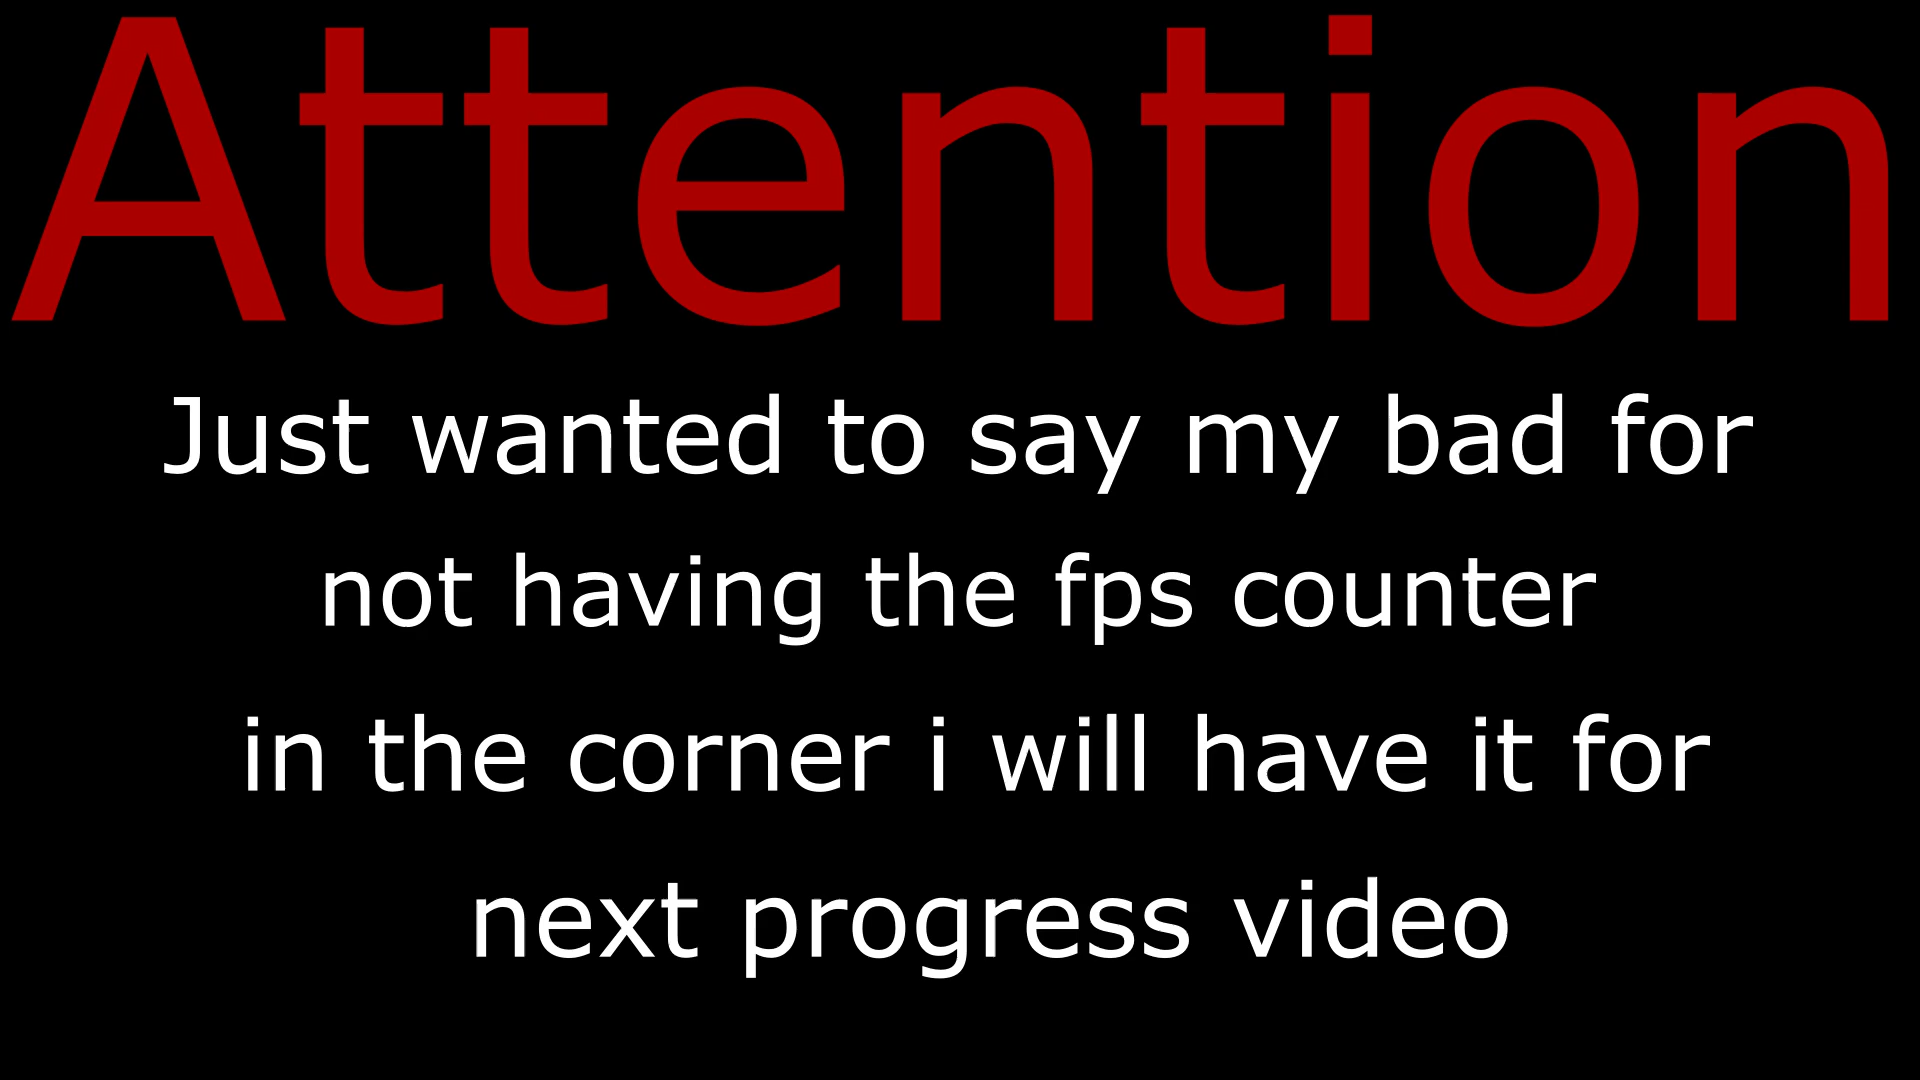 Attention
Just wanted to say my bad for
not having the fps counter
in the corner i will have it for
next progress video